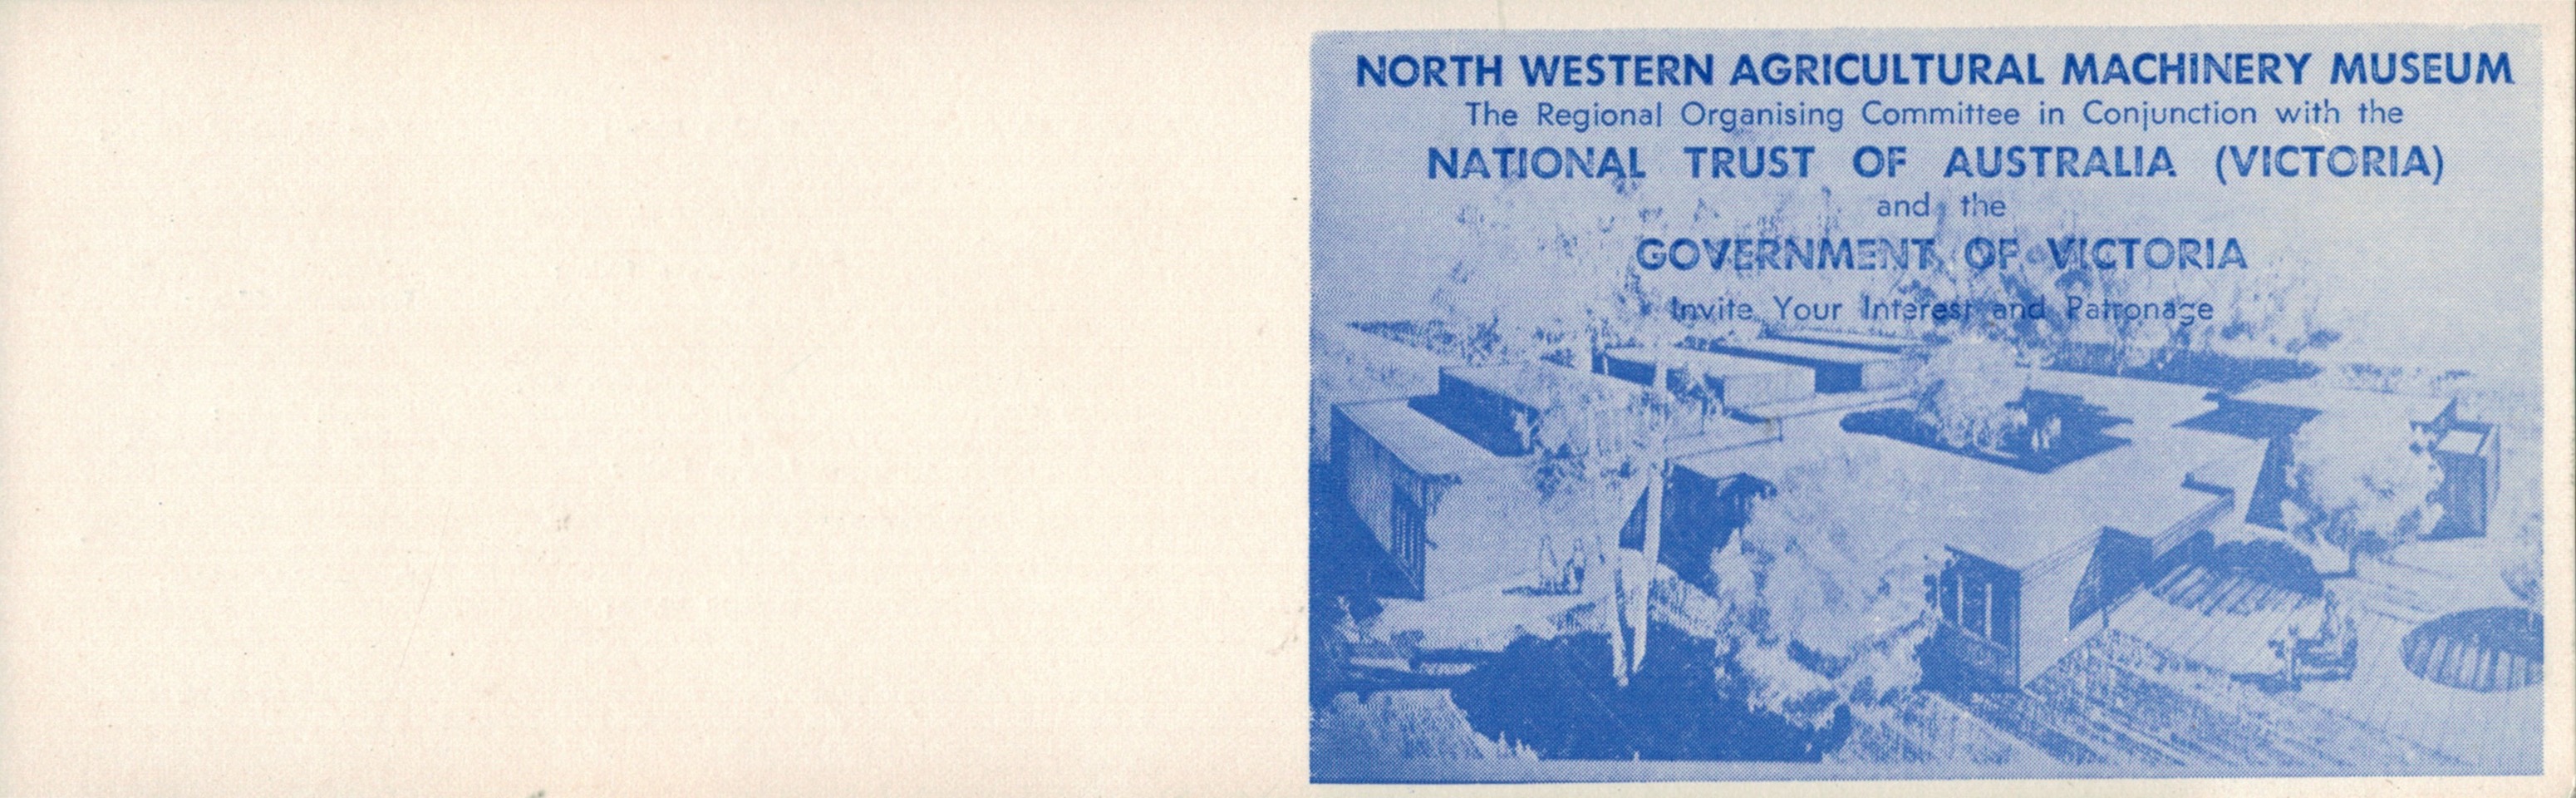 NORTH WESTERN AGRICULTURAL MACHINERY MUSEUM
The Regional Organising Committee in Conjunction with the
NATIONAL TRUST OF AUSTRALIA (VICTORIA)
and the
GOVERNMENT OF VICTORIA
Invite Your Interest and Patronage